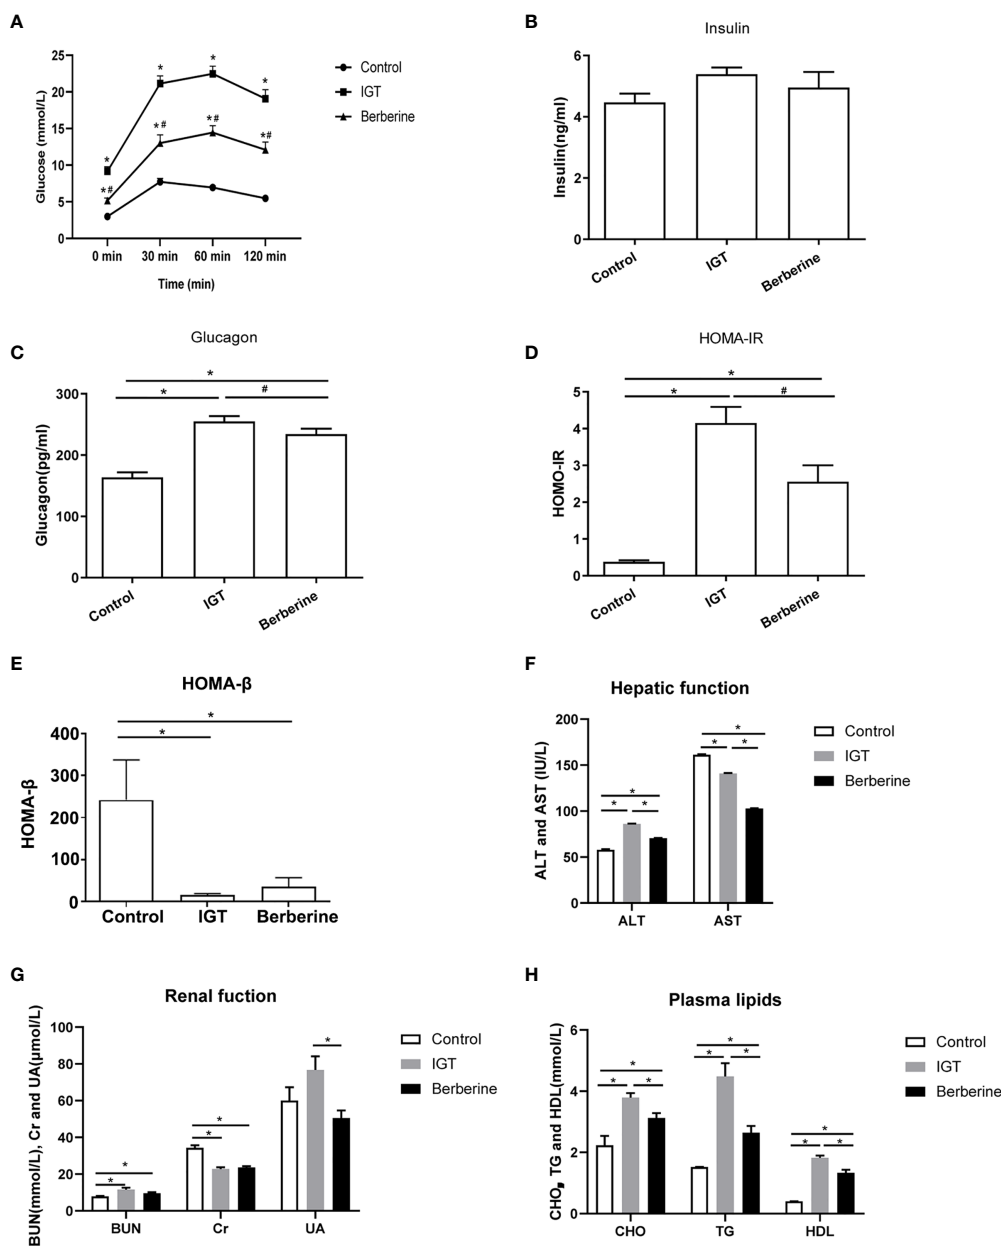 A
Glucose (mmol/L)
25
20
15
10
5
0
* * * *
*# *# *# *#
0 min 30 min 60 min 120 min
Time (min)
Control
IGT
Berberine
B
Insulin
Insulin(ng/ml)
6
4
2
0
Control IGT Berberine
C
Glucagon
Glucagon(pg/ml)
300
200
100
0
*
* #
Control IGT Berberine
D
HOMA-IR
HOMO-IR
5
4
3
2
1
0
*
* #
Control IGT Berberine
E
HOMA-β
HOMA-β
400
300
200
100
0
*
*
Control IGT Berberine
F
Hepatic function
ALT and AST (IU/L)
200
150
100
50
0
*
* *
*
* *
ALT AST
Control
IGT
Berberine
G
Renal fuction
BUN(mmol/L), Cr and UA(μmol/L)
100
80
60
40
20
0
*
*
*
*
*
BUN Cr UA
Control
IGT
Berberine
H
Plasma lipids
CHO, TG and HDL(mmol/L)
6
4
2
0
*
* *
*
* *
*
* *
CHO TG HDL
Control
IGT
Berberine